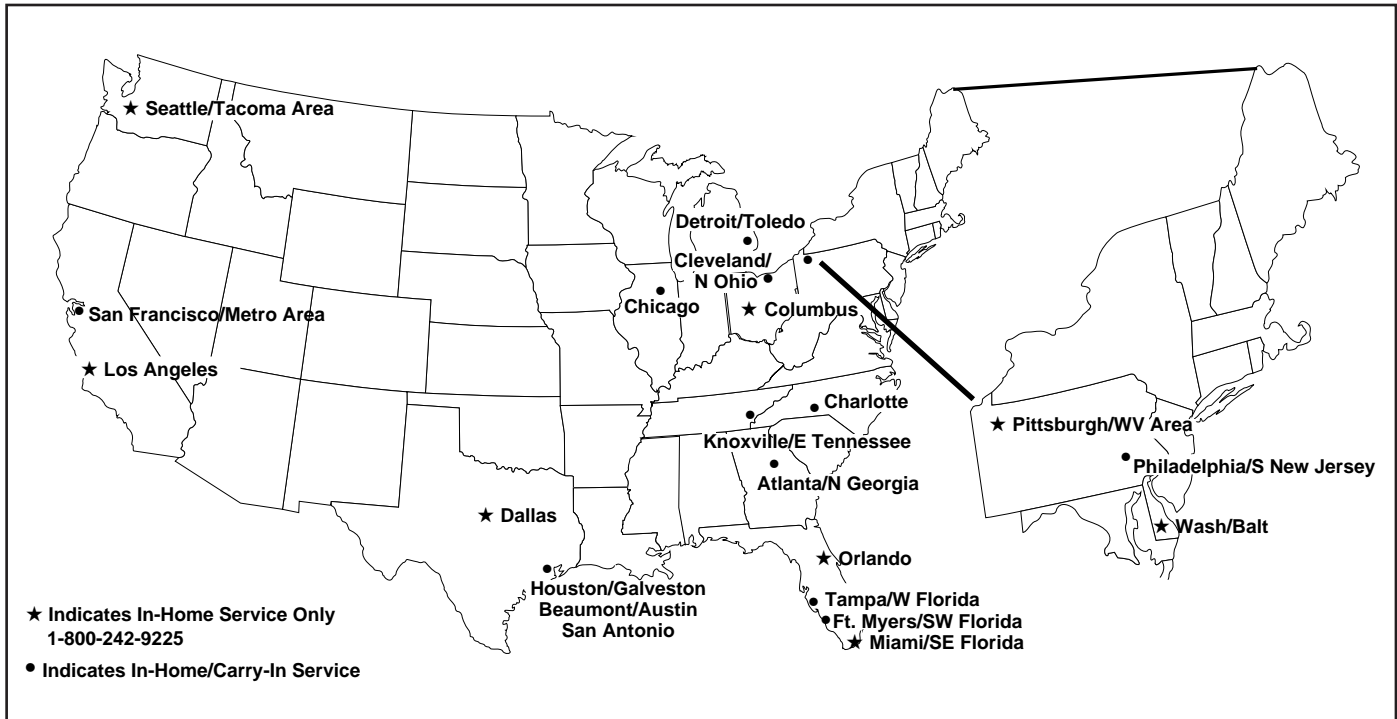 ★ Seattle/Tacoma Area
Detroit/Toledo
Cleveland/
N Ohio
Chicago
★ Columbus
San Francisco/Metro Area
★ Los Angeles
Charlotte
Knoxville/E Tennessee
Atlanta/N Georgia
★ Pittsburgh/WV Area
Philadelphia/S New Jersey
★ Wash/Balt
★ Dallas
★ Orlando
Houston/Galveston
Beaumont/Austin
San Antonio
Tampa/W Florida
Ft. Myers/SW Florida
★ Miami/SE Florida
★ Indicates In-Home Service Only
1-800-242-9225
● Indicates In-Home/Carry-In Service